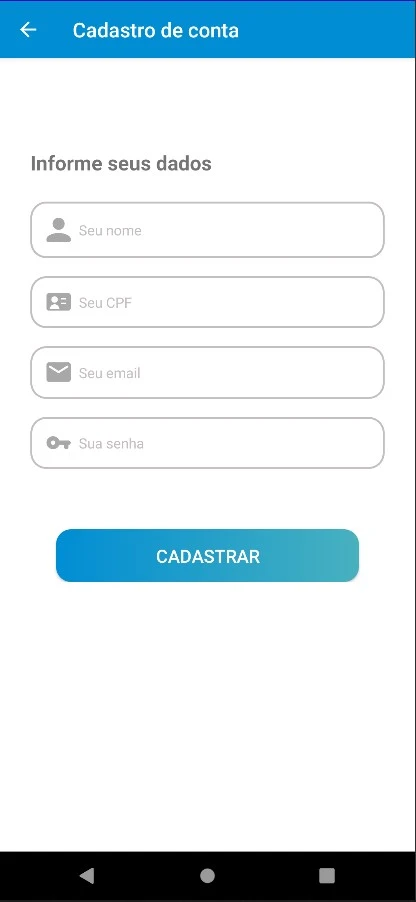 Cadastro de conta
Informe seus dados
Seu nome
Seu CPF
Seu email
Sua senha
CADASTRAR